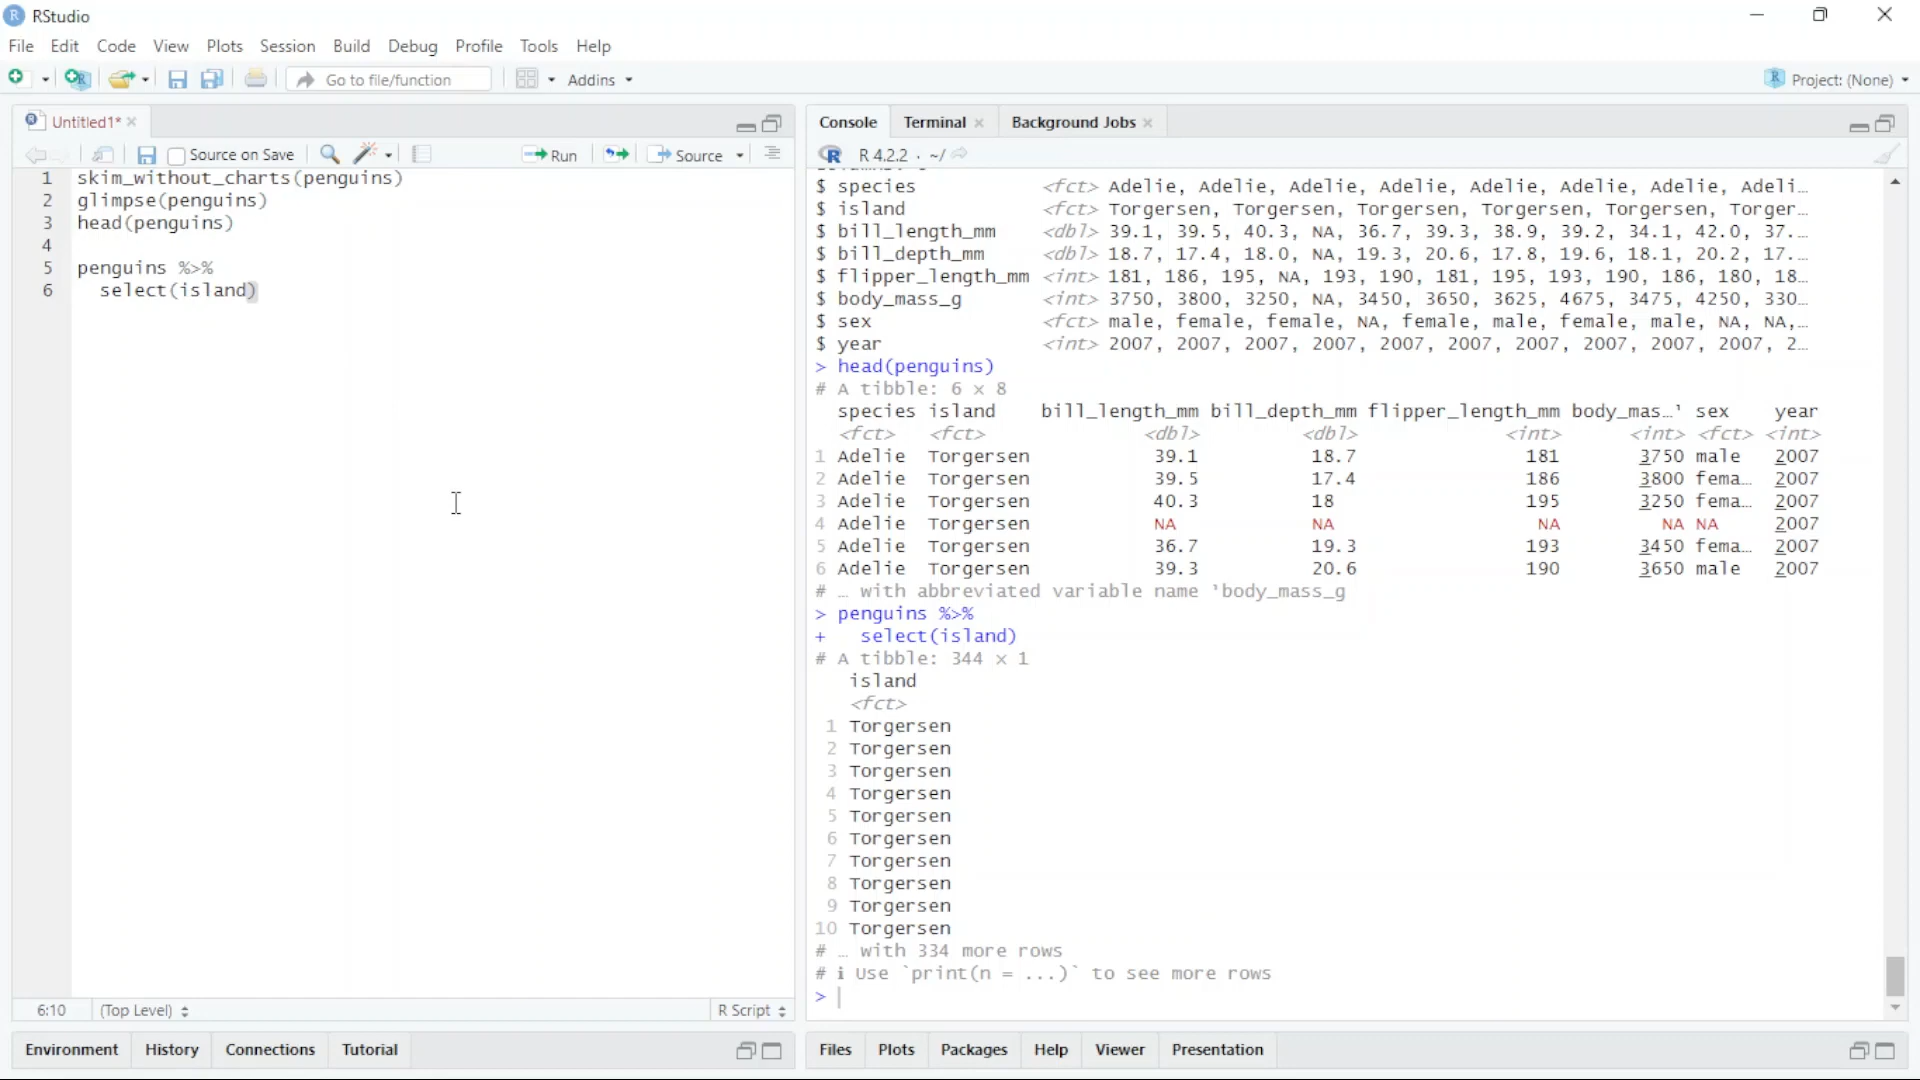 RStudio
File Edit Code View Plots Session Build Debug Profile Tools Help
Go to file/function Addins Project: (None)
Untitled1*
Source on Save Run Source
1 skim_without_charts(penguins)
2 glimpse(penguins)
3 head(penguins)
4
5 penguins %>%
6   select(island)
6:10 (Top Level) R Script
Environment History Connections Tutorial
Console Terminal Background Jobs
R 4.2.2 · ~/
$ species <fct> Adelie, Adelie, Adelie, Adelie, Adelie, Adelie, Adelie, Adeli…
$ island <fct> Torgersen, Torgersen, Torgersen, Torgersen, Torgersen, Torger…
$ bill_length_mm <dbl> 39.1, 39.5, 40.3, NA, 36.7, 39.3, 38.9, 39.2, 34.1, 42.0, 37.…
$ bill_depth_mm <dbl> 18.7, 17.4, 18.0, NA, 19.3, 20.6, 17.8, 19.6, 18.1, 20.2, 17.…
$ flipper_length_mm <int> 181, 186, 195, NA, 193, 190, 181, 195, 193, 190, 186, 180, 18…
$ body_mass_g <int> 3750, 3800, 3250, NA, 3450, 3650, 3625, 4675, 3475, 4250, 330…
$ sex <fct> male, female, female, NA, female, male, female, male, NA, NA,…
$ year <int> 2007, 2007, 2007, 2007, 2007, 2007, 2007, 2007, 2007, 2007, 2…
> head(penguins)
# A tibble: 6 × 8
species island bill_length_mm bill_depth_mm flipper_length_mm body_mas…¹ sex year
<fct> <fct> <dbl> <dbl> <int> <int> <fct> <int>
1 Adelie Torgersen 39.1 18.7 181 3750 male 2007
2 Adelie Torgersen 39.5 17.4 186 3800 fema… 2007
3 Adelie Torgersen 40.3 18 195 3250 fema… 2007
4 Adelie Torgersen NA NA NA NA NA 2007
5 Adelie Torgersen 36.7 19.3 193 3450 fema… 2007
6 Adelie Torgersen 39.3 20.6 190 3650 male 2007
# … with abbreviated variable name ¹body_mass_g
> penguins %>%
+   select(island)
# A tibble: 344 × 1
island
<fct>
1 Torgersen
2 Torgersen
3 Torgersen
4 Torgersen
5 Torgersen
6 Torgersen
7 Torgersen
8 Torgersen
9 Torgersen
10 Torgersen
# … with 334 more rows
# ℹ Use `print(n = ...)` to see more rows
>
Files Plots Packages Help Viewer Presentation